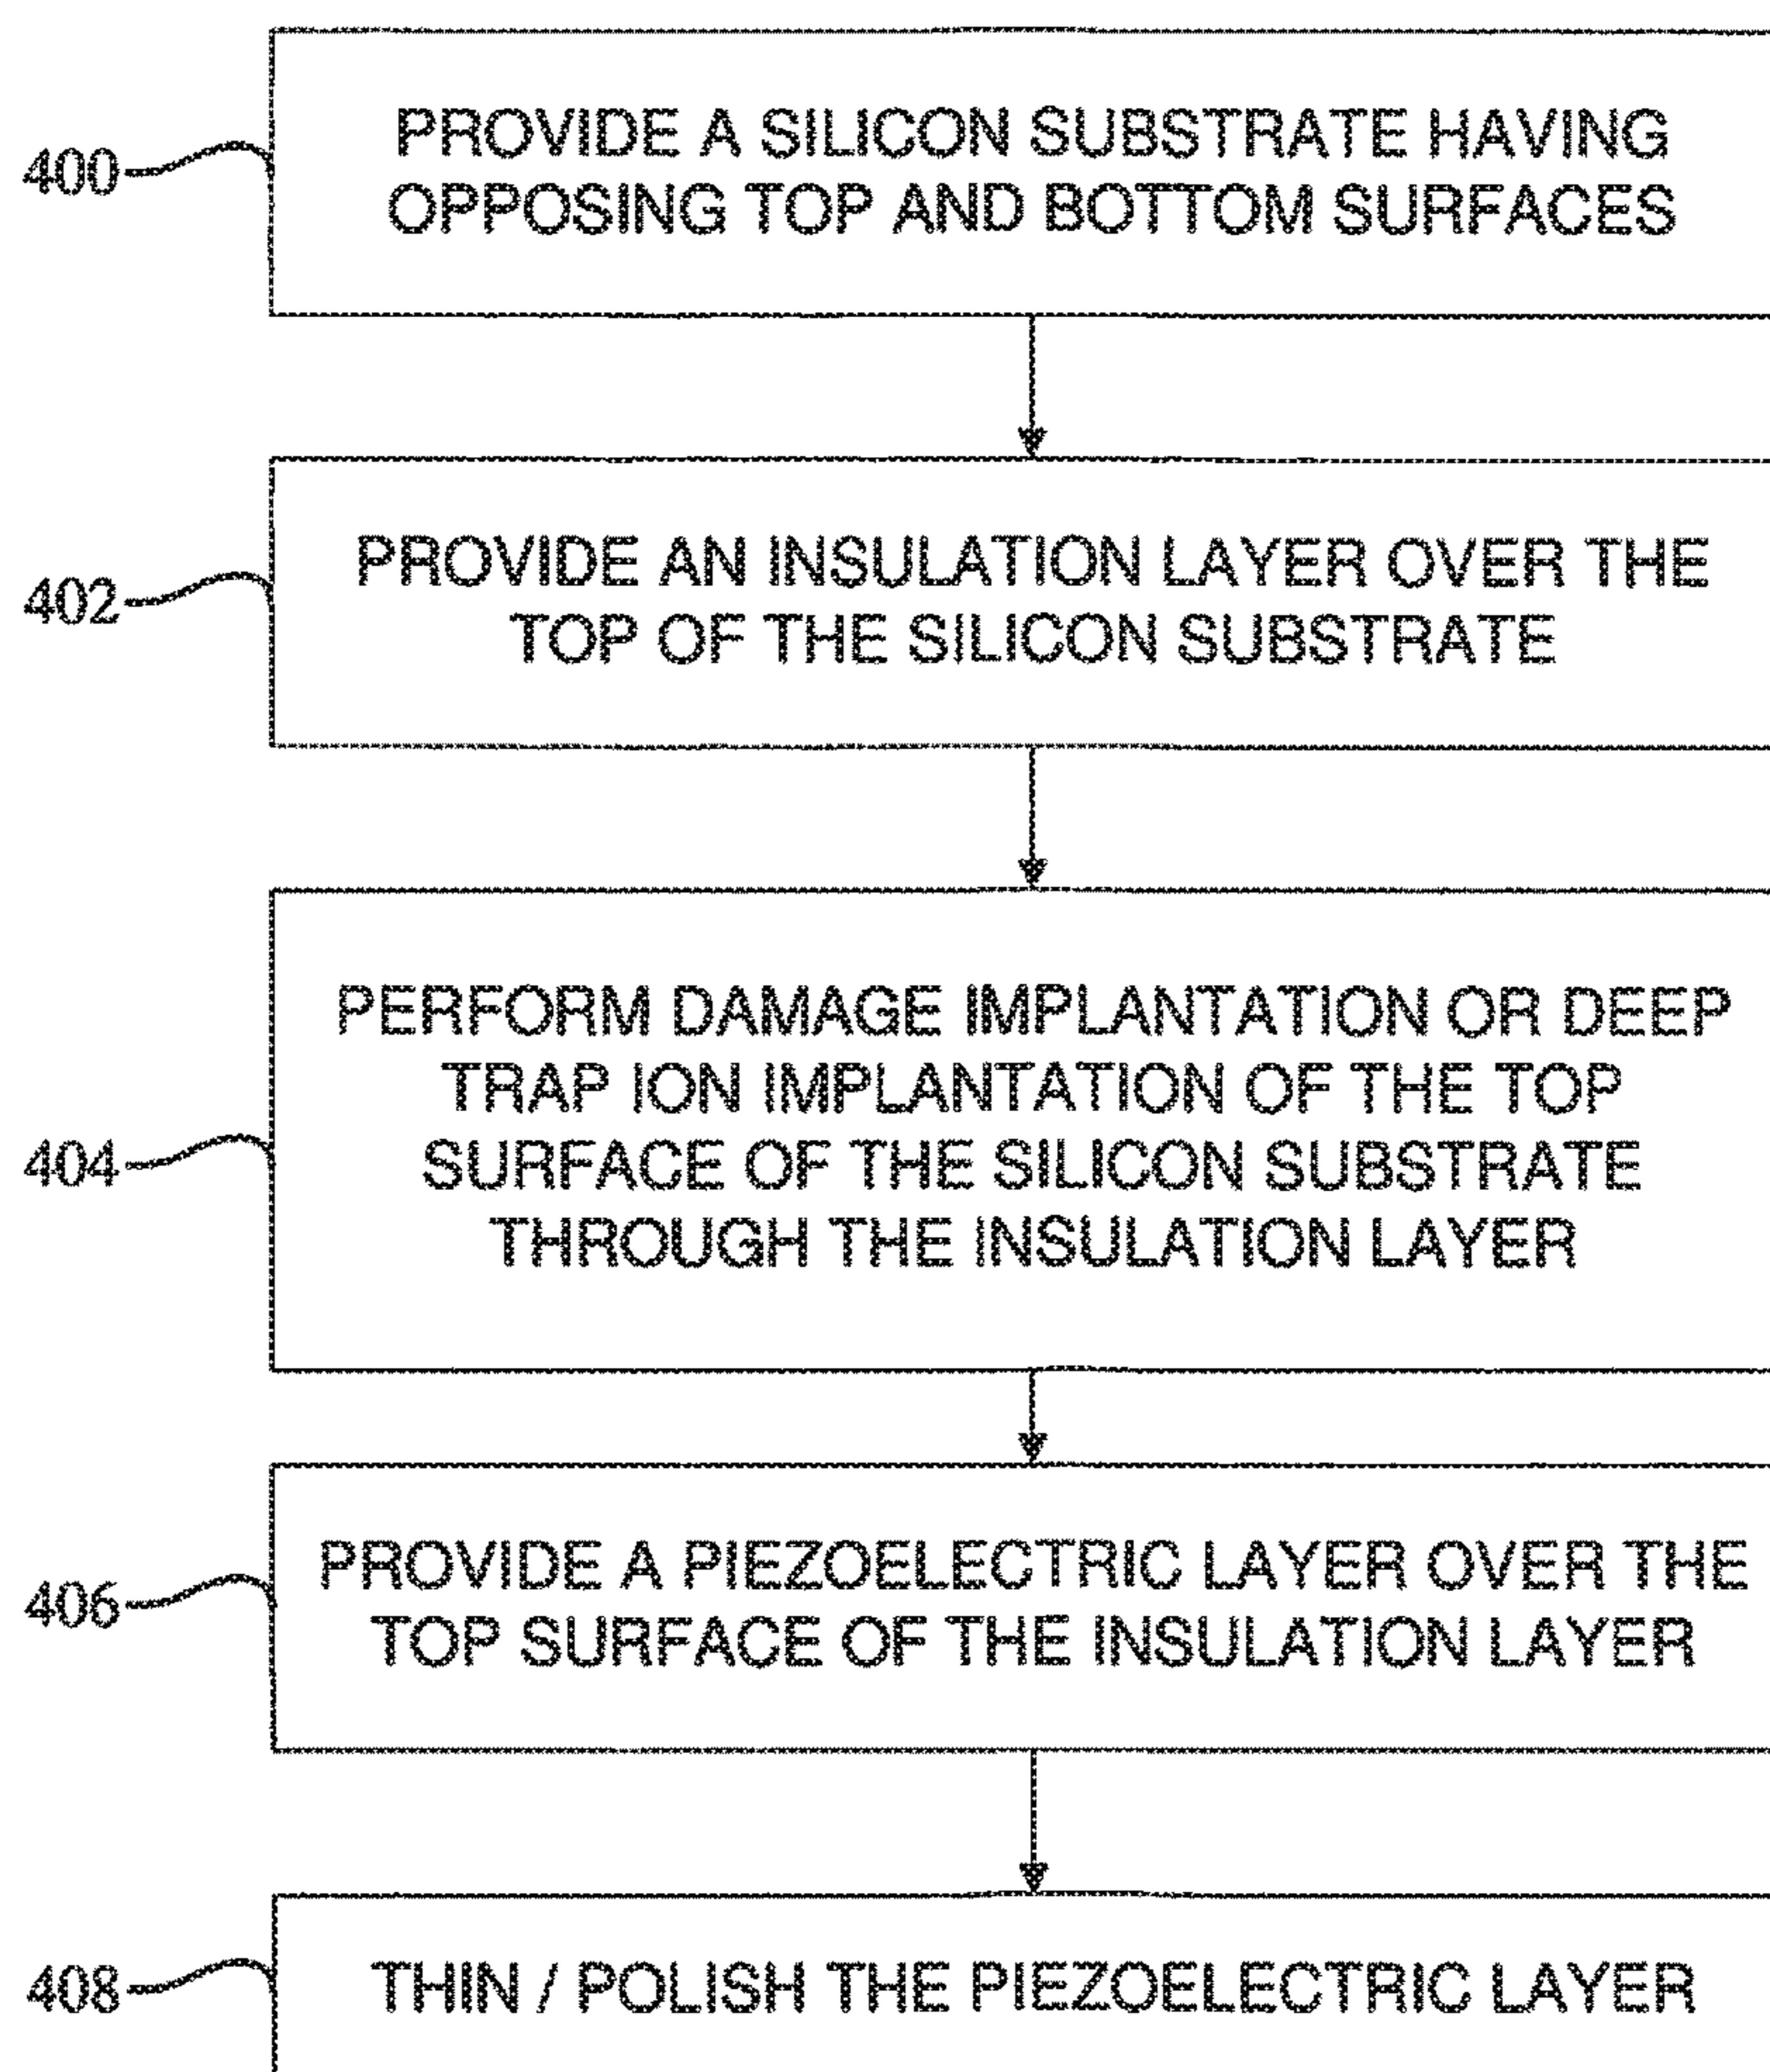 400
PROVIDE A SILICON SUBSTRATE HAVING
OPPOSING TOP AND BOTTOM SURFACES
402
PROVIDE AN INSULATION LAYER OVER THE
TOP OF THE SILICON SUBSTRATE
404
PERFORM DAMAGE IMPLANTATION OR DEEP
TRAP ION IMPLANTATION OF THE TOP
SURFACE OF THE SILICON SUBSTRATE
THROUGH THE INSULATION LAYER
406
PROVIDE A PIEZOELECTRIC LAYER OVER THE
TOP SURFACE OF THE INSULATION LAYER
408
THIN / POLISH THE PIEZOELECTRIC LAYER